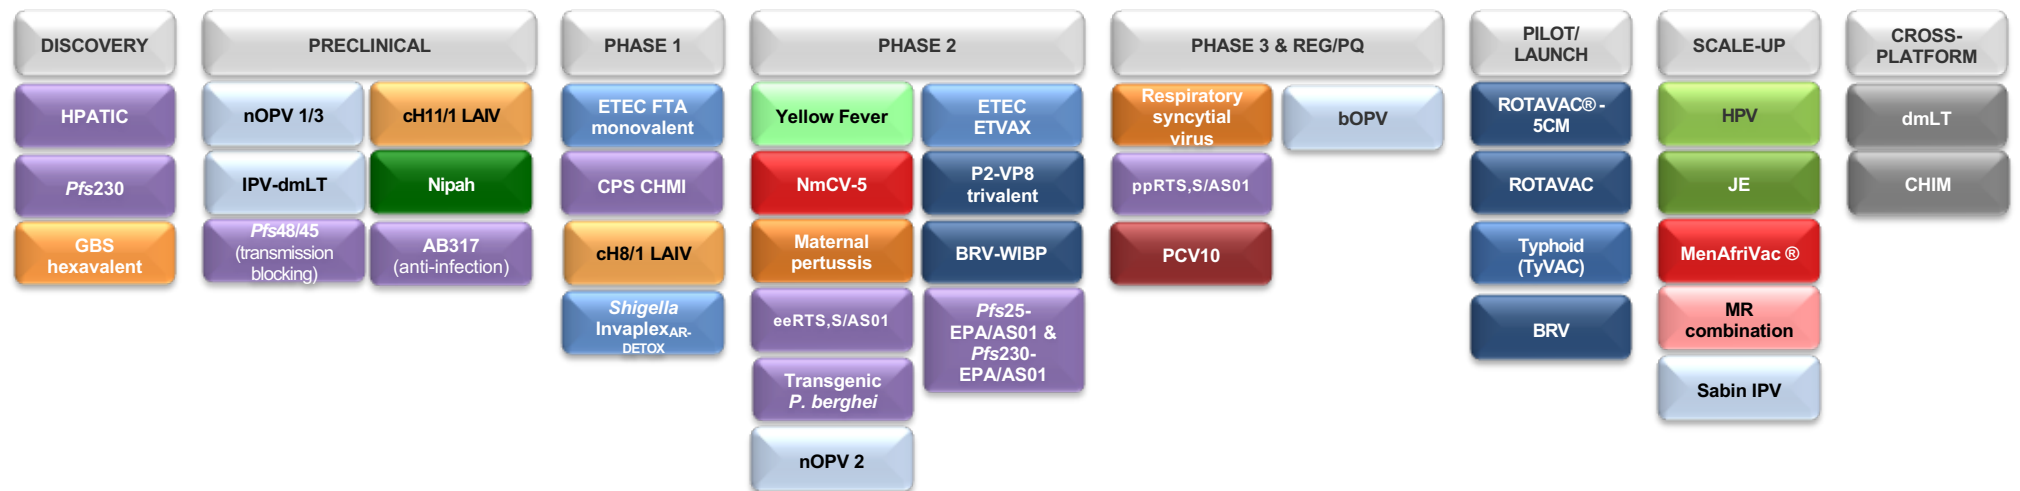 DISCOVERY
HPATIC
Pfs230
GBS
hexavalent
PRECLINICAL
nOPV 1/3
cH11/1 LAIV
IPV-dmLT
Nipah
Pfs48/45
(transmission
blocking)
AB317
(anti-infection)
PHASE 1
ETEC FTA
monovalent
CPS CHMI
cH8/1 LAIV
Shigella
InvaplexAR-
DETOX
PHASE 2
Yellow Fever
ETEC
ETVAX
NmCV-5
P2-VP8
trivalent
Maternal
pertussis
BRV-WIBP
eeRTS,S/AS01
Pfs25-
EPA/AS01 &
Pfs230-
EPA/AS01
Transgenic
P. berghei
nOPV 2
PHASE 3 & REG/PQ
Respiratory
syncytial
virus
bOPV
ppRTS,S/AS01
PCV10
PILOT/
LAUNCH
ROTAVAC® -
5CM
ROTAVAC
Typhoid
(TyVAC)
BRV
SCALE-UP
HPV
JE
MenAfriVac ®
MR
combination
Sabin IPV
CROSS-
PLATFORM
dmLT
CHIM